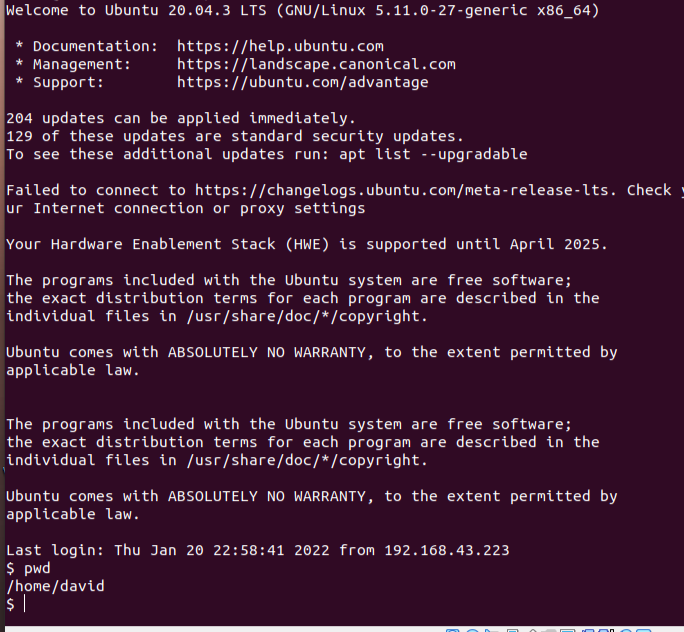 Welcome to Ubuntu 20.04.3 LTS (GNU/Linux 5.11.0-27-generic x86_64)
* Documentation:  https://help.ubuntu.com
* Management:     https://landscape.canonical.com
* Support:        https://ubuntu.com/advantage
204 updates can be applied immediately.
129 of these updates are standard security updates.
To see these additional updates run: apt list --upgradable
Failed to connect to https://changelogs.ubuntu.com/meta-release-lts. Check
ur Internet connection or proxy settings
Your Hardware Enablement Stack (HWE) is supported until April 2025.
The programs included with the Ubuntu system are free software;
the exact distribution terms for each program are described in the
individual files in /usr/share/doc/*/copyright.
Ubuntu comes with ABSOLUTELY NO WARRANTY, to the extent permitted by
applicable law.
The programs included with the Ubuntu system are free software;
the exact distribution terms for each program are described in the
individual files in /usr/share/doc/*/copyright.
Ubuntu comes with ABSOLUTELY NO WARRANTY, to the extent permitted by
applicable law.
Last login: Thu Jan 20 22:58:41 2022 from 192.168.43.223
$ pwd
/home/david
$